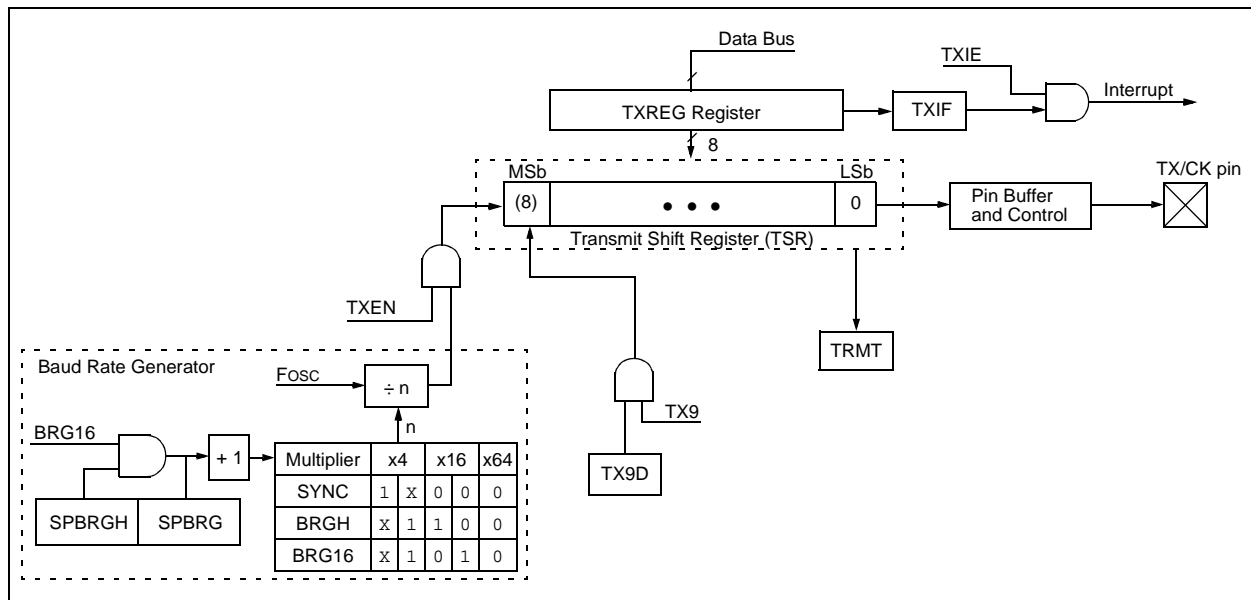 Data Bus
TXIE
Interrupt
TXREG Register
TXIF
8
MSb
LSb
TX/CK pin
(8)
• • •
0
Pin Buffer
and Control
Transmit Shift Register (TSR)
TXEN
TRMT
Baud Rate Generator
FOSC
÷ n
n
TX9
BRG16
+ 1
Multiplier x4 x16 x64
SYNC 1 X 0 0 0
BRGH X 1 1 0 0
BRG16 X 1 0 1 0
SPBRGH SPBRG
TX9D